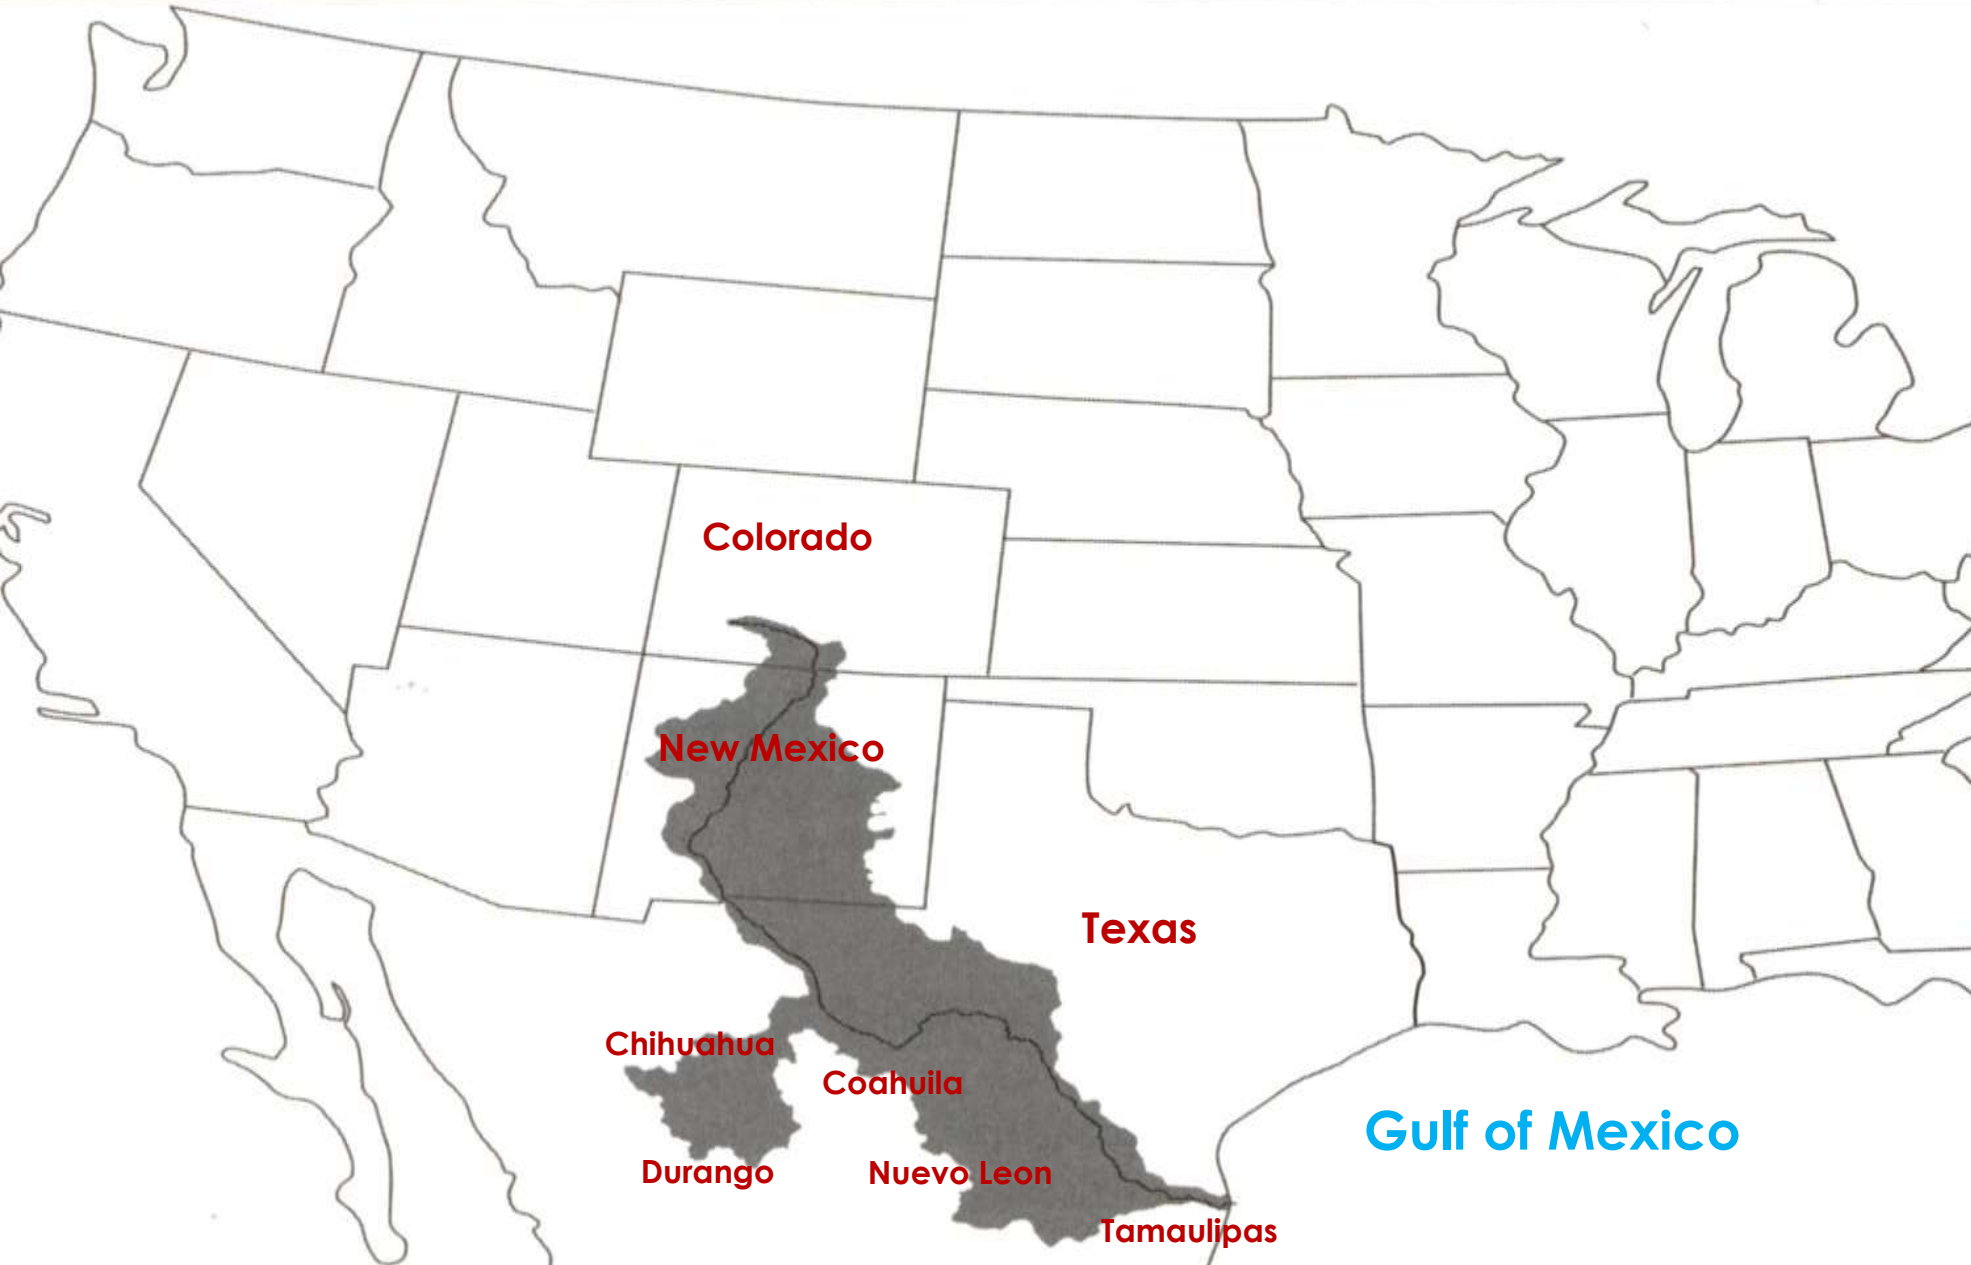 Colorado
New Mexico
Texas
Chihuahua
Coahuila
Gulf of Mexico
Durango
Nuevo Leon
Tamaulipas